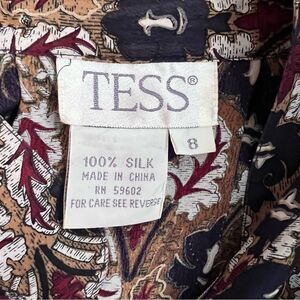 TESS®
8
100% SILK
MADE IN CHINA
RN 59602
FOR CARE SEE REVERSE